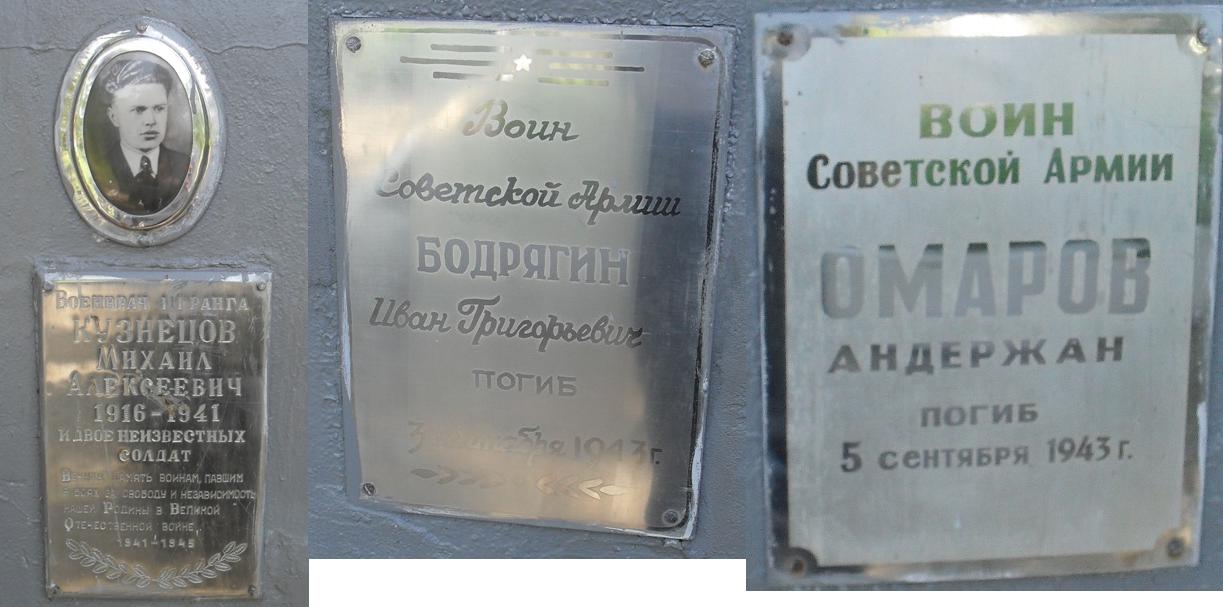 Военврач III ранга
КУЗНЕЦОВ
Михаил
Алексеевич
1916-1941
и двое неизвестных
солдат
Вечная память воинам, павшим
в боях за свободу и независимость
нашей Родины в Великой
Отечественной войне,
1941-1945
Воин
Советской Армии
БОДРЯГИН
Иван Григорьевич
погиб
3 сентября 1943 г.
ВОИН
Советской Армии
ОМАРОВ
АНДЕРЖАН
погиб
5 сентября 1943 г.